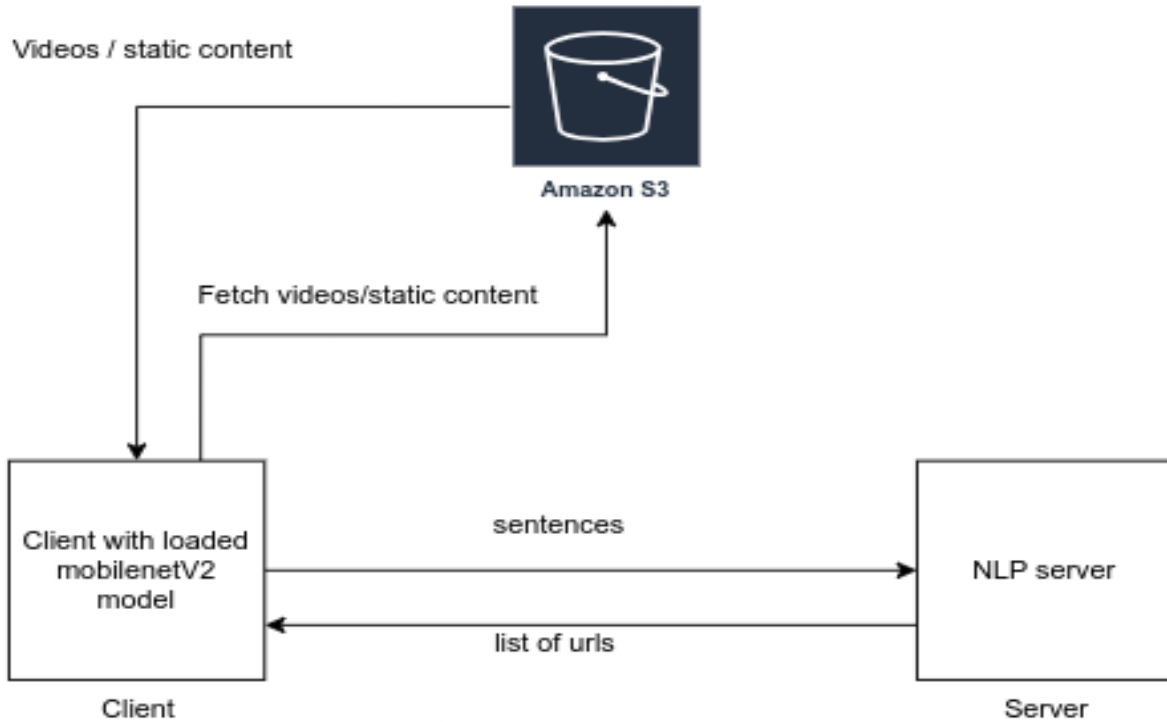 Videos / static content
Amazon S3
Fetch videos/static content
Client with loaded
mobilenetV2
model
sentences
NLP server
list of urls
Client
Server